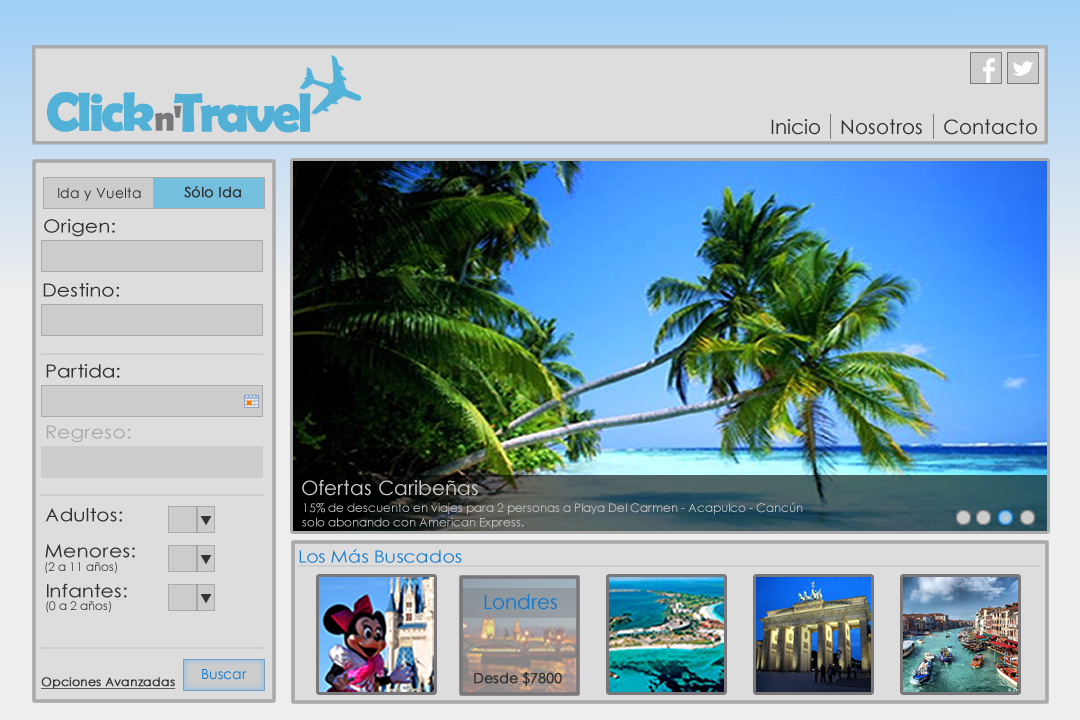 Click n' Travel
f
Inicio
Nosotros
Contacto
Ida y Vuelta
Sólo Ida
Origen:
Destino:
Partida:
Regreso:
Adultos:
Menores:
(2 a 11 años)
Infantes:
(0 a 2 años)
Opciones Avanzadas
Buscar
Ofertas Caribeñas
15% de descuento en viajes para 2 personas a Playa Del Carmen - Acapulco - Cancún
solo abonando con American Express.
Los Más Buscados
Londres
Desde $7800